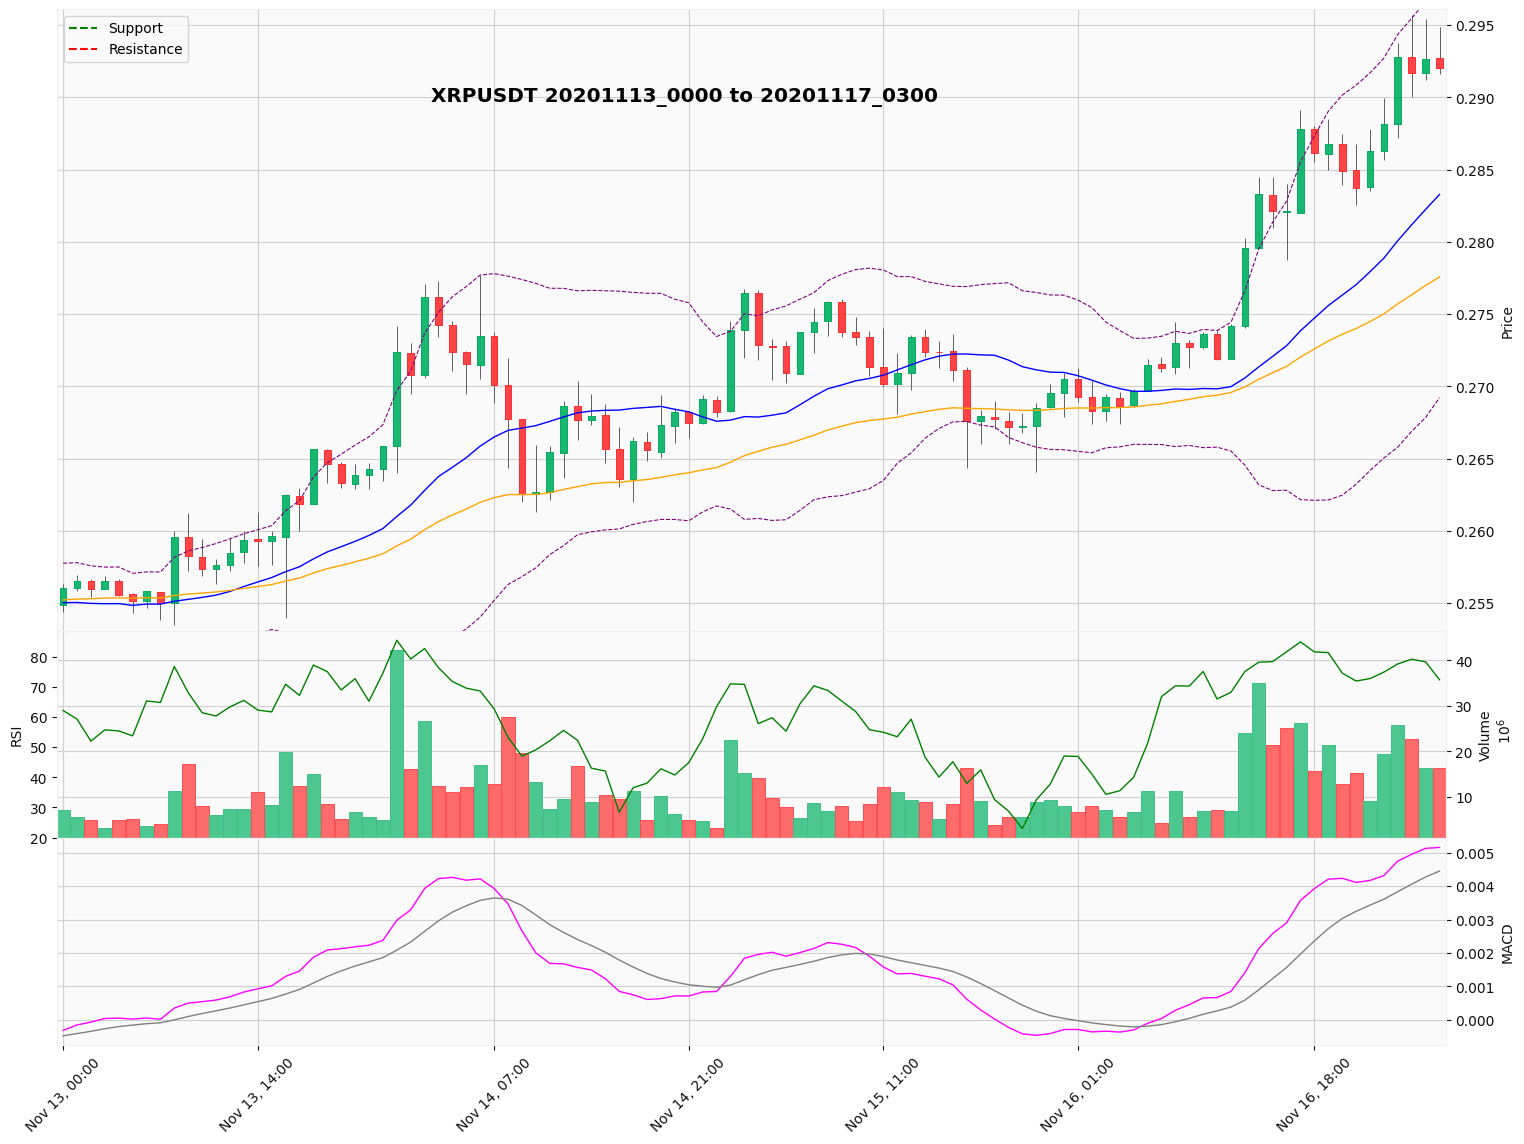 Support
Resistance
XRPUSDT 20201113_0000 to 20201117_0300
0.295
0.290
0.285
0.280
0.275
0.270
0.265
0.260
0.255
Price
80
70
60
50
40
30
20
RSI
40
30
20
10
Volume
10⁶
0.005
0.004
0.003
0.002
0.001
0.000
MACD
Nov 13, 00:00
Nov 13, 14:00
Nov 14, 07:00
Nov 14, 21:00
Nov 15, 11:00
Nov 16, 01:00
Nov 16, 18:00